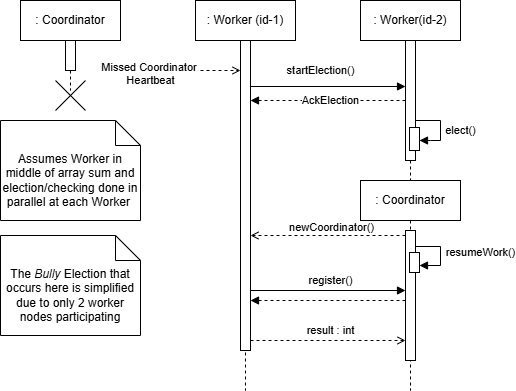 : Coordinator
: Worker (id-1)
: Worker(id-2)
Missed Coordinator
Heartbeat
startElection()
AckElection
elect()
Assumes Worker in
middle of array sum and
election/checking done in
parallel at each Worker
: Coordinator
newCoordinator()
resumeWork()
The Bully Election that
occurs here is simplified
due to only 2 worker
nodes participating
register()
result : int